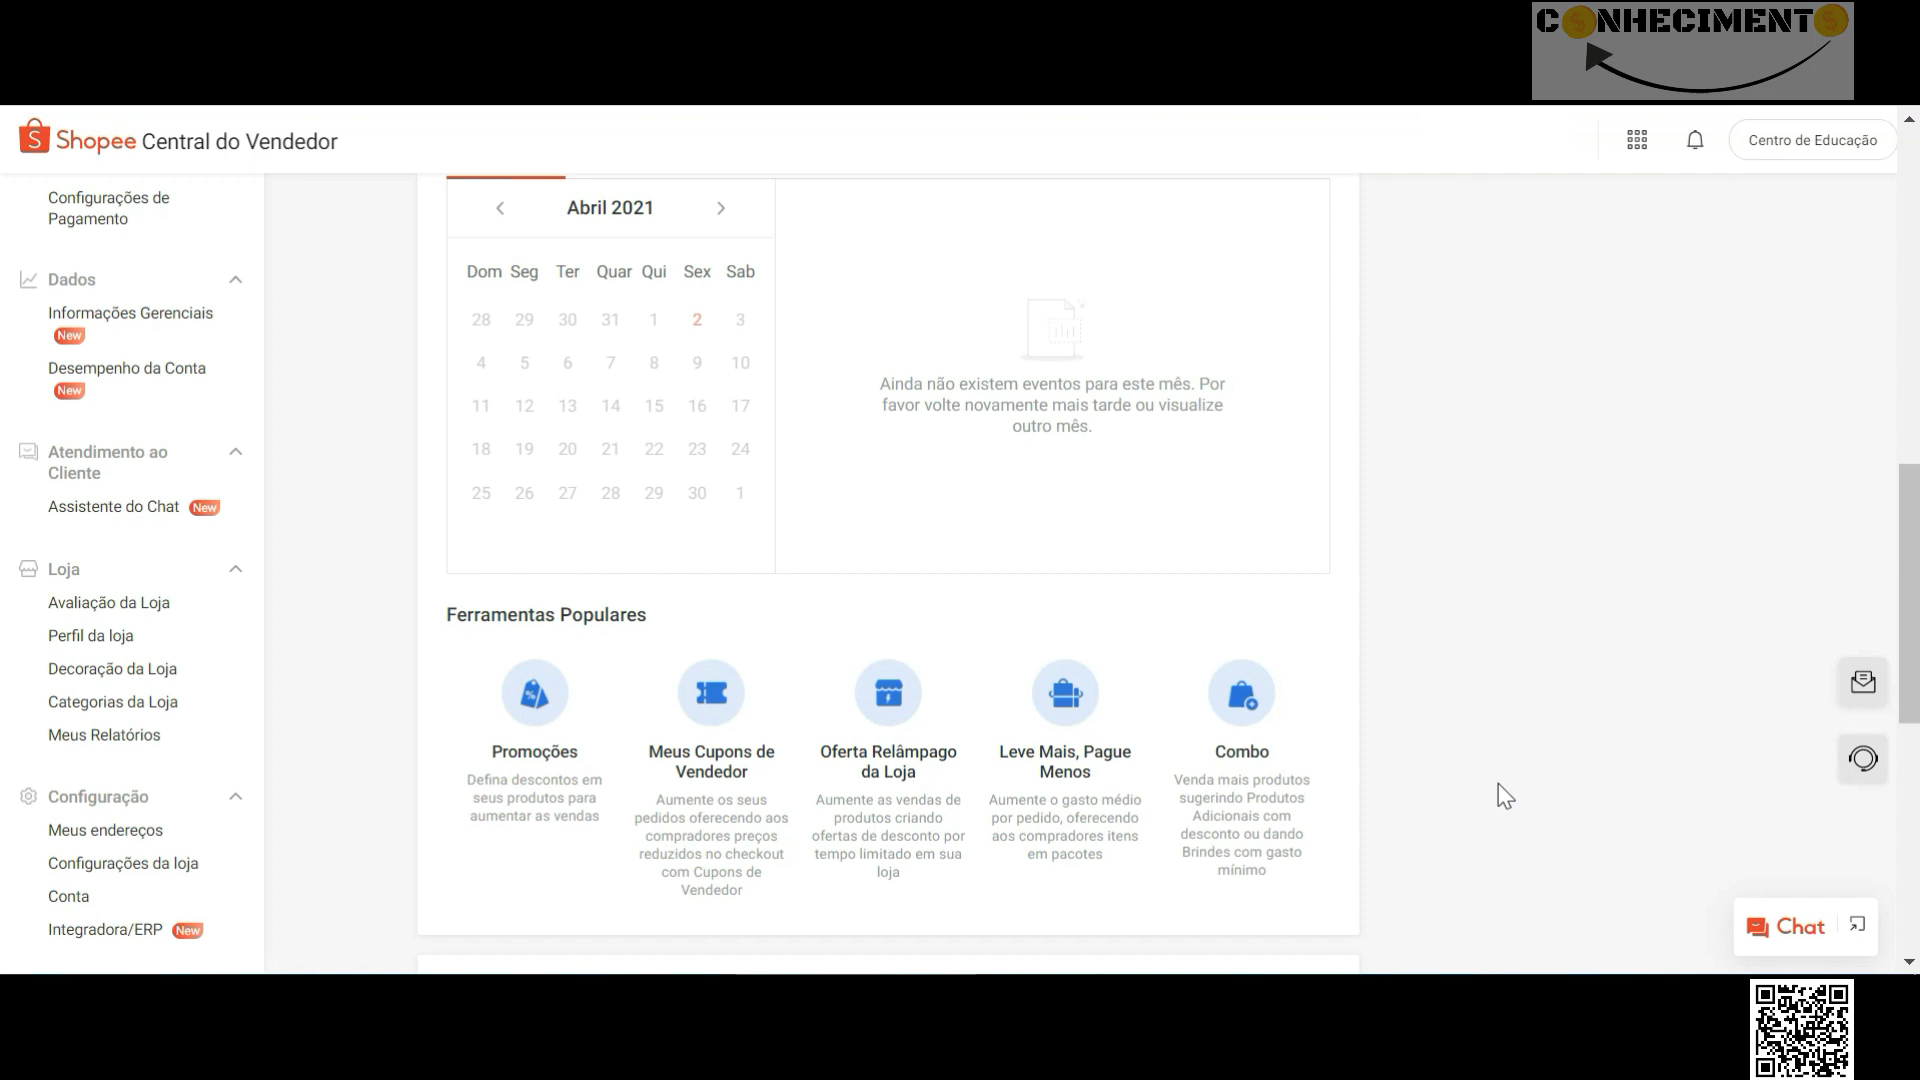 CONHECIMENTO
Shopee Central do Vendedor
Centro de Educação
Configurações de
Pagamento
Dados
Informações Gerenciais
New
Desempenho da Conta
New
Atendimento ao
Cliente
Assistente do Chat New
Loja
Avaliação da Loja
Perfil da loja
Decoração da Loja
Categorias da Loja
Meus Relatórios
Configuração
Meus endereços
Configurações da loja
Conta
Integradora/ERP New
Abril 2021
Dom Seg Ter Quar Qui Sex Sab
28 29 30 31 1 2 3
4 5 6 7 8 9 10
11 12 13 14 15 16 17
18 19 20 21 22 23 24
25 26 27 28 29 30 1
Ainda não existem eventos para este mês. Por
favor volte novamente mais tarde ou visualize
outro mês.
Ferramentas Populares
Promoções
Defina descontos em
seus produtos para
aumentar as vendas
Meus Cupons de
Vendedor
Aumente os seus
pedidos oferecendo aos
compradores preços
reduzidos no checkout
com Cupons de
Vendedor
Oferta Relâmpago
da Loja
Aumente as vendas de
produtos criando
ofertas de desconto por
tempo limitado em sua
loja
Leve Mais, Pague
Menos
Aumente o gasto médio
por pedido, oferecendo
aos compradores itens
em pacotes
Combo
Venda mais produtos
sugerindo Produtos
Adicionais com
desconto ou dando
Brindes com gasto
mínimo
Chat